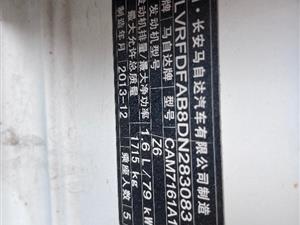 长安马自达汽车有限公司制造
LVRFDFAB8DN283083
牌 马自达牌 型号 CAM7161A1
发动机型号 Z6
发动机排量/最大净功率 1.6 L/79 kW
最大允许总质量 1715 kg
制造年月 2013-12 乘座人数 5